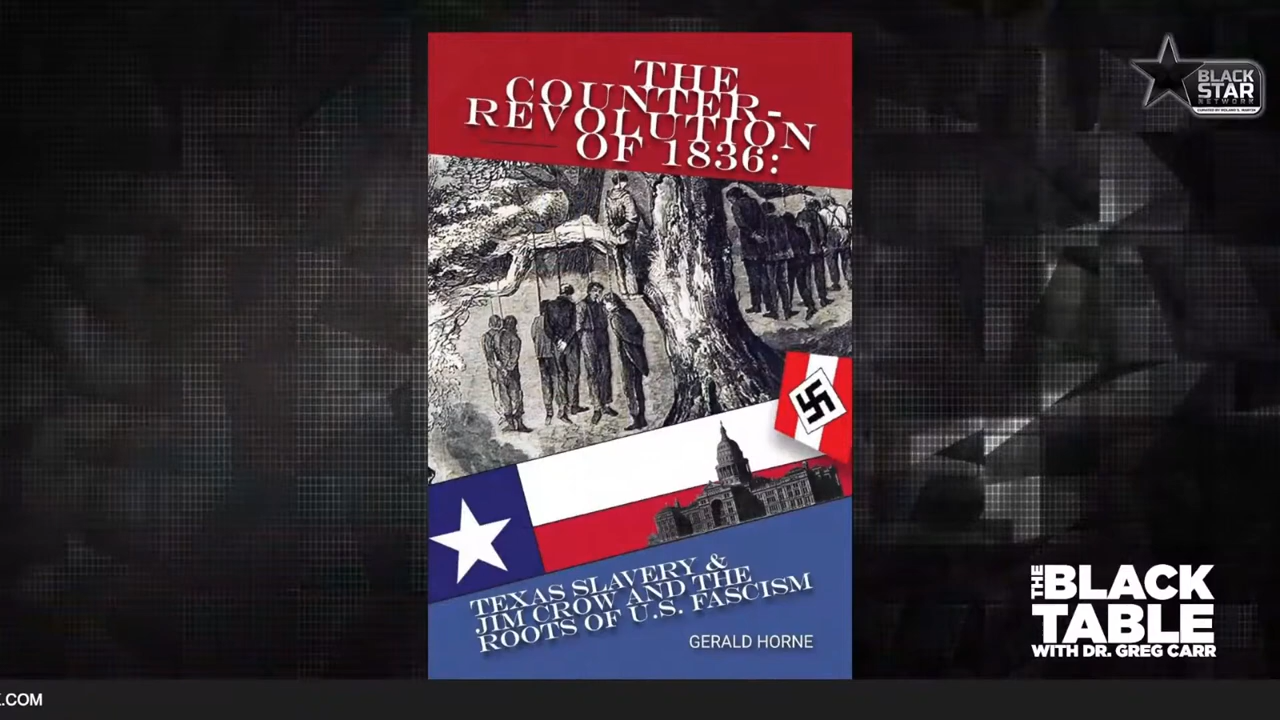 THE
COUNTER-
REVOLUTION
OF 1836:
BLACK
STAR
NETWORK
TEXAS SLAVERY &
JIM CROW AND THE
ROOTS OF U.S. FASCISM
GERALD HORNE
THE
BLACK
TABLE
WITH DR. GREG CARR
.COM